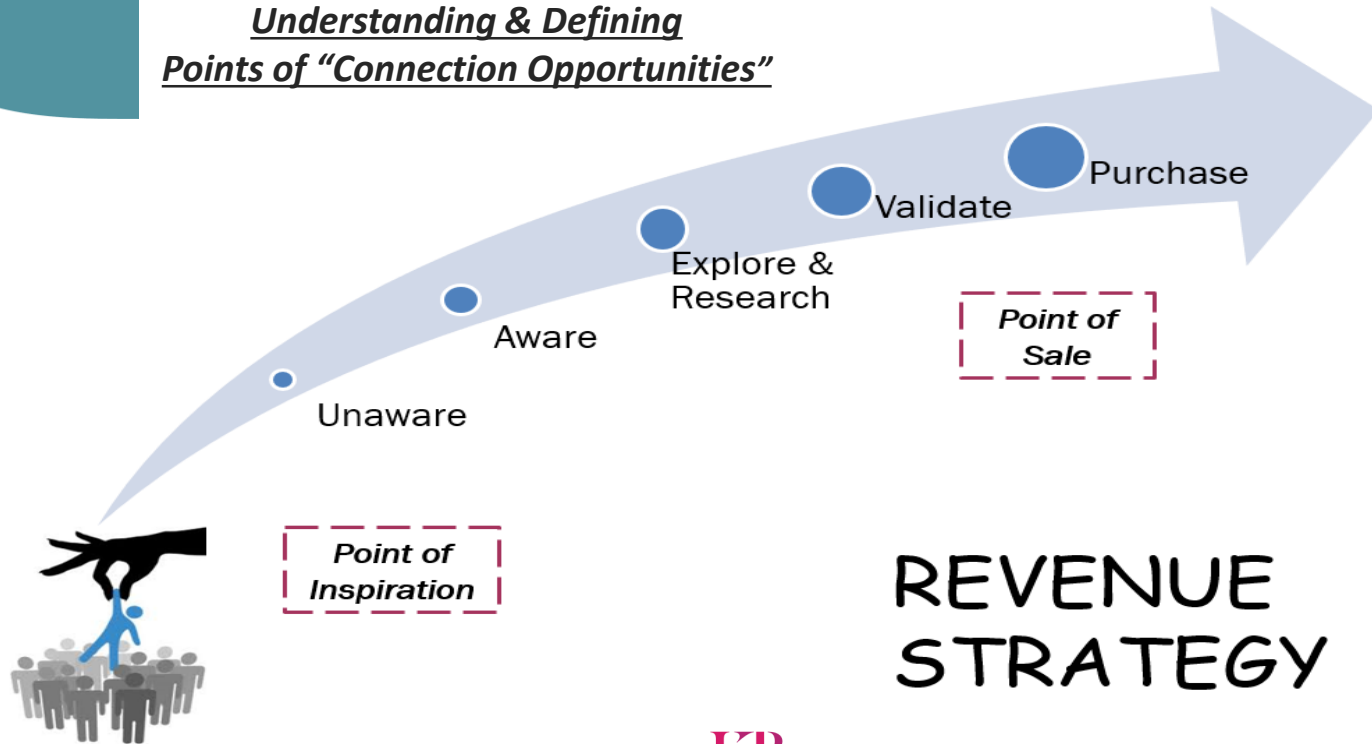 Understanding & Defining
Points of “Connection Opportunities”
Purchase
Validate
Explore &
Research
Aware
Unaware
Point of
Sale
Point of
Inspiration
REVENUE
STRATEGY